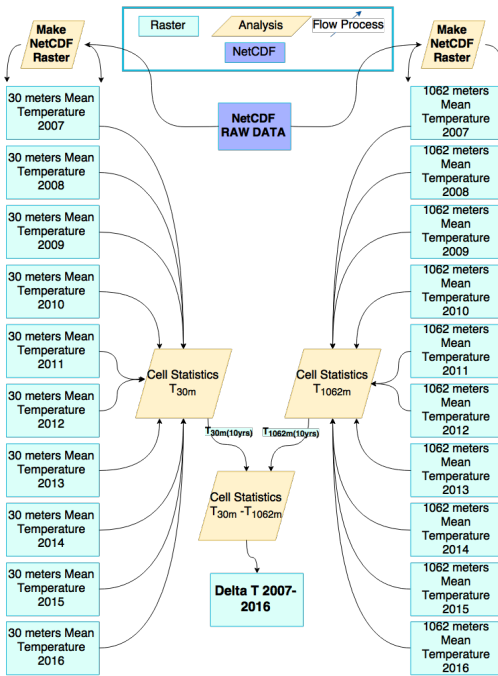 Make
NetCDF
Raster
Raster
Analysis
Flow Process
NetCDF
Make
NetCDF
Raster
NetCDF
RAW DATA
30 meters Mean
Temperature
2007
30 meters Mean
Temperature
2008
30 meters Mean
Temperature
2009
30 meters Mean
Temperature
2010
30 meters Mean
Temperature
2011
30 meters Mean
Temperature
2012
30 meters Mean
Temperature
2013
30 meters Mean
Temperature
2014
30 meters Mean
Temperature
2015
30 meters Mean
Temperature
2016
Cell Statistics
T30m
Cell Statistics
T1062m
T30m(10yrs)
T1062m(10yrs)
Cell Statistics
T30m -T1062m
Delta T 2007-
2016
1062 meters
Mean
Temperature
2007
1062 meters
Mean
Temperature
2008
1062 meters
Mean
Temperature
2009
1062 meters
Mean
Temperature
2010
1062 meters
Mean
Temperature
2011
1062 meters
Mean
Temperature
2012
1062 meters
Mean
Temperature
2013
1062 meters
Mean
Temperature
2014
1062 meters
Mean
Temperature
2015
1062 meters
Mean
Temperature
2016